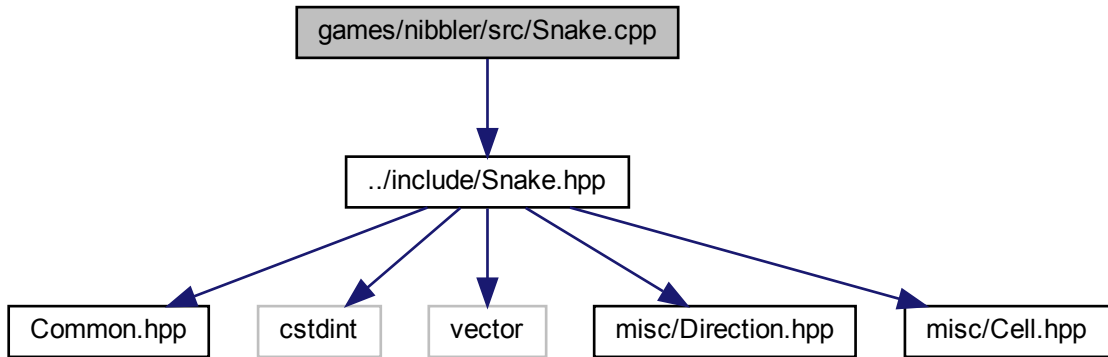 games/nibbler/src/Snake.cpp
../include/Snake.hpp
Common.hpp
cstdint
vector
misc/Direction.hpp
misc/Cell.hpp